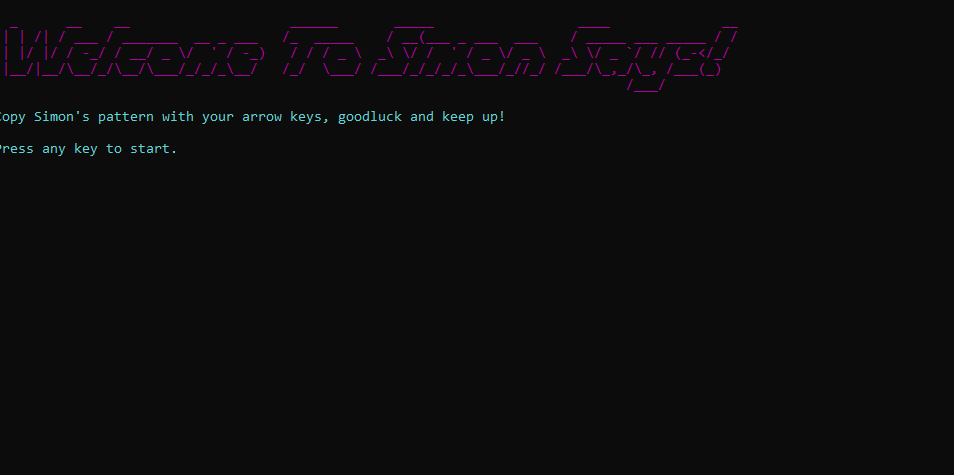 Welcome To Simon Says!
Copy Simon's pattern with your arrow keys, goodluck and keep up!
Press any key to start.